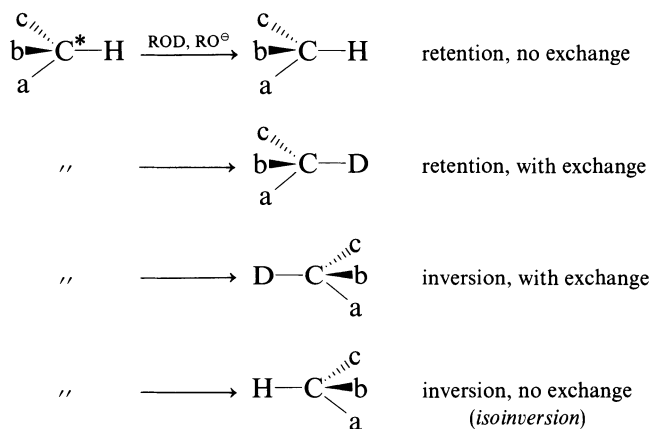 c
b C* H ROD, RO⊖ b C H retention, no exchange
a a
c
〃 b C D retention, with exchange
a
c
〃 D C b inversion, with exchange
a
c
〃 H C b inversion, no exchange
a (isoinversion)